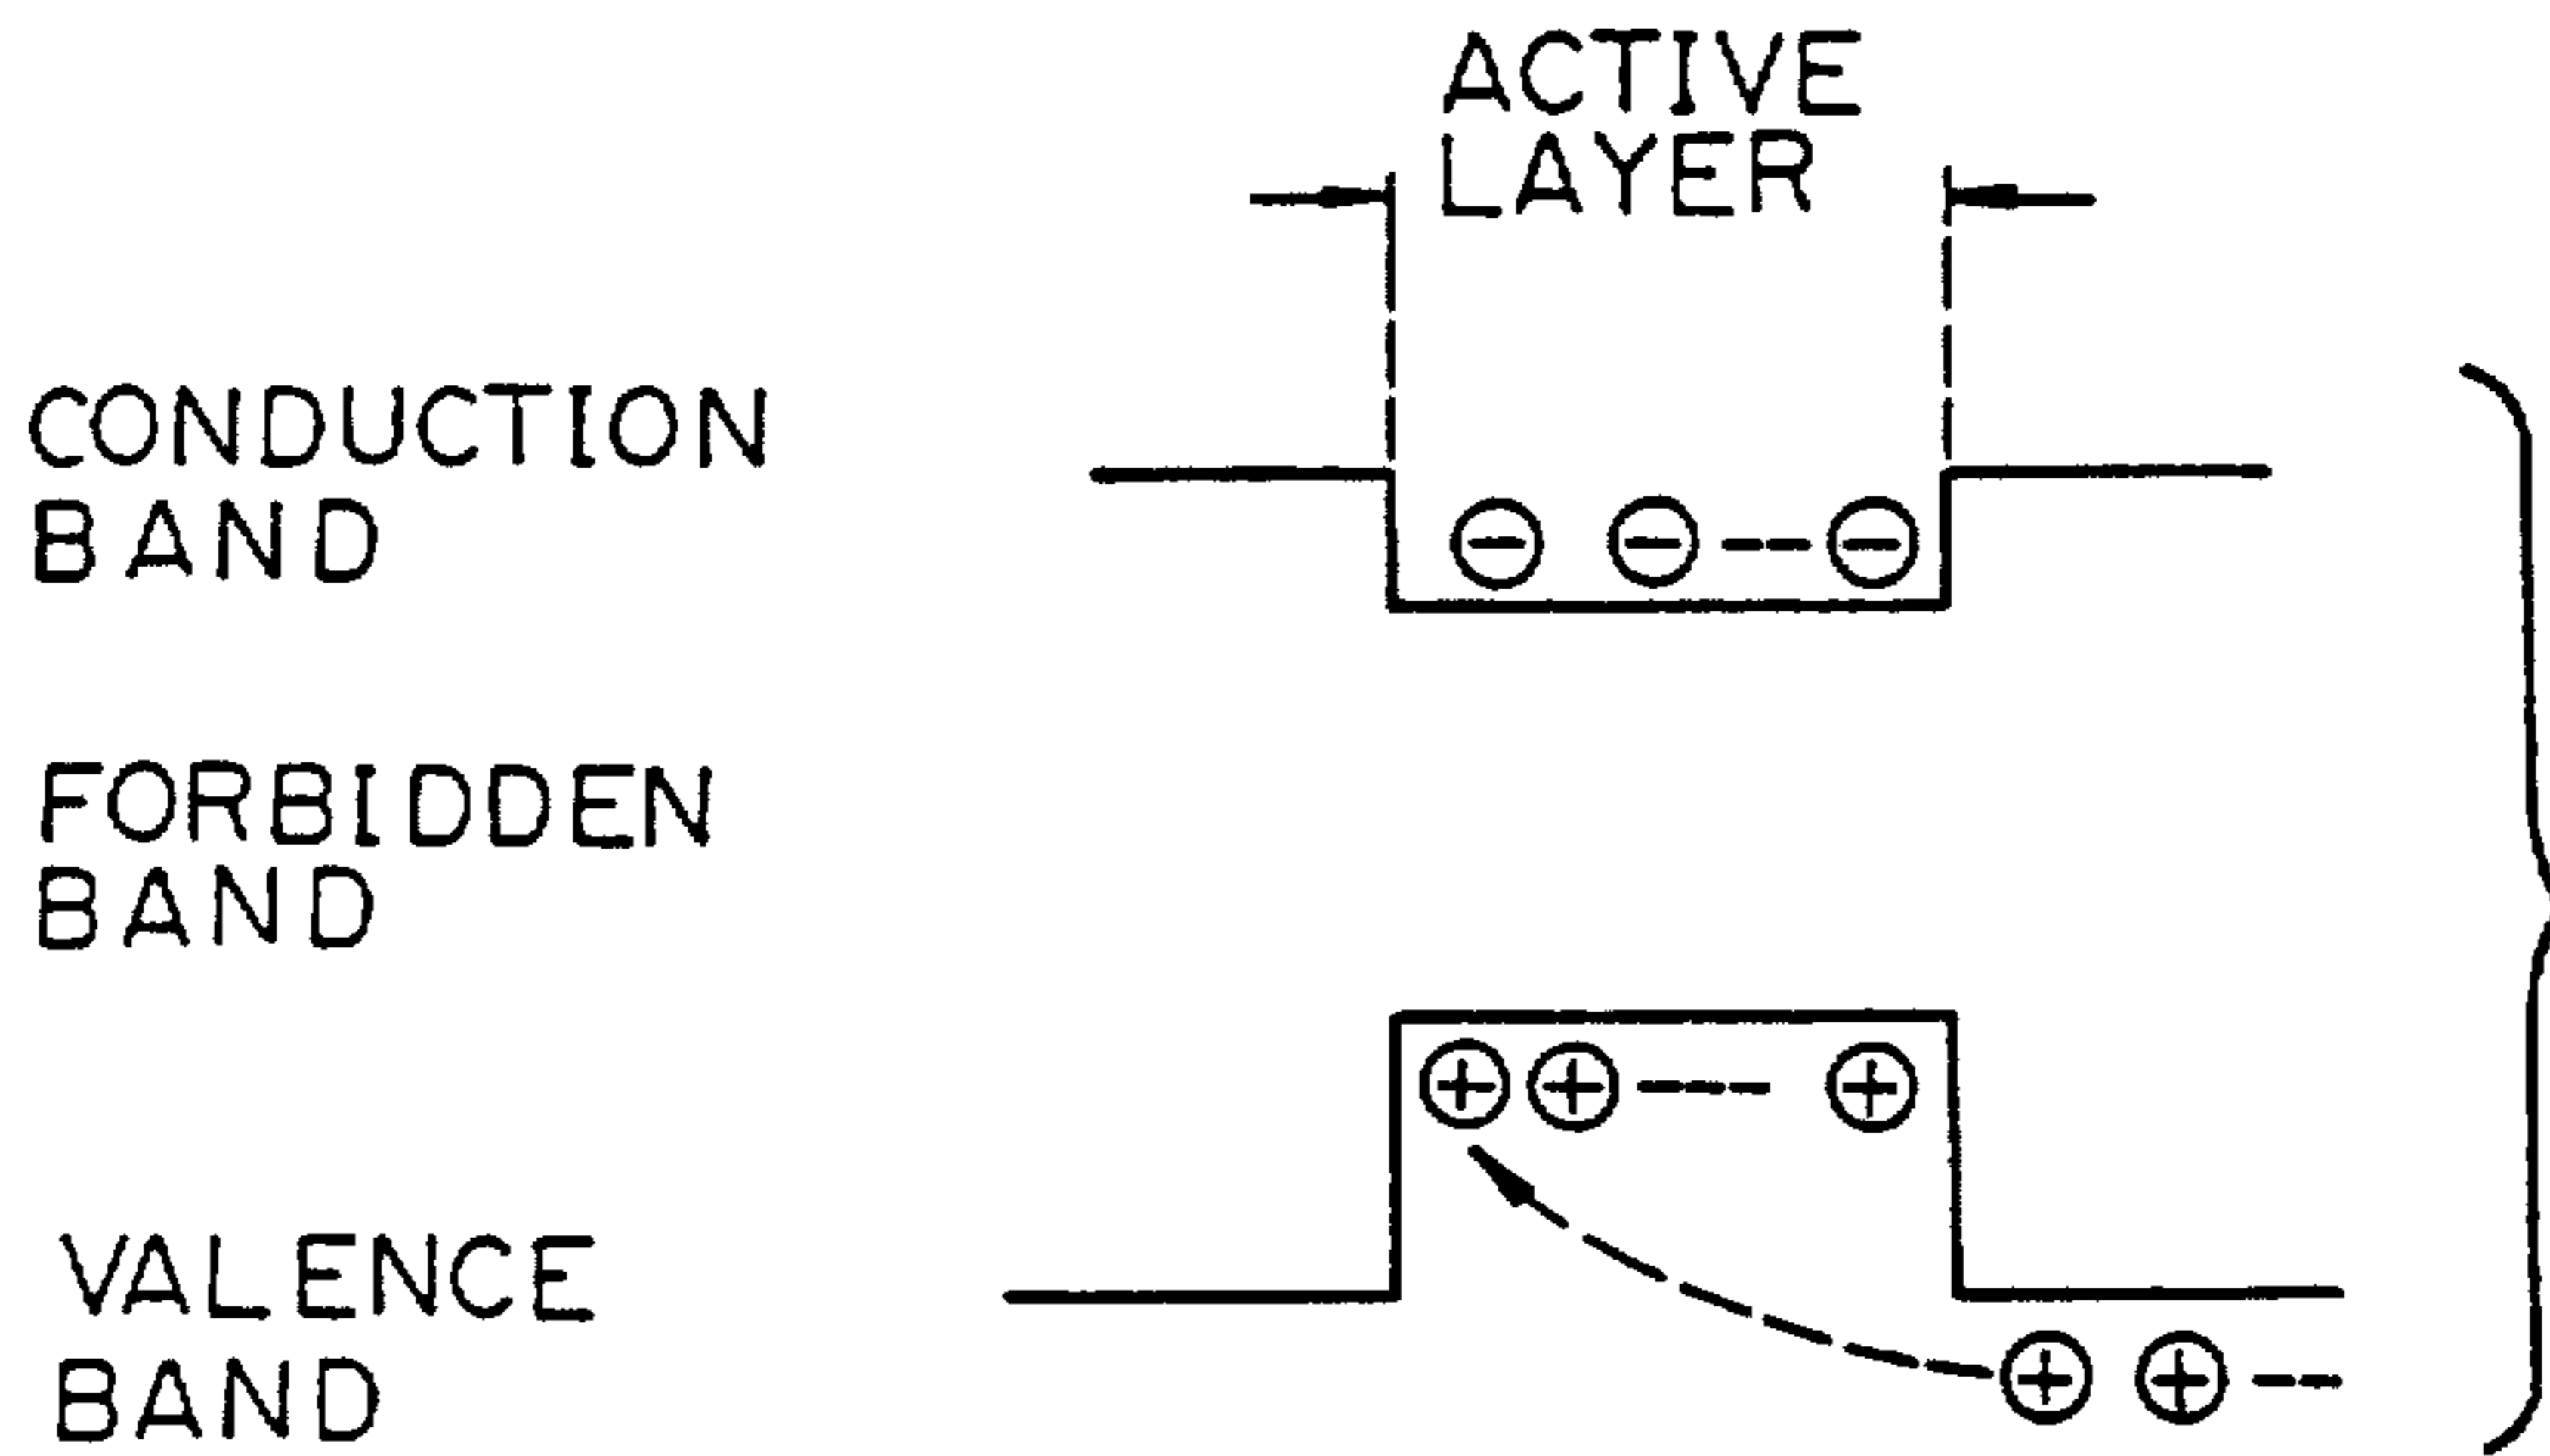 ACTIVE
LAYER
CONDUCTION
BAND
FORBIDDEN
BAND
VALENCE
BAND